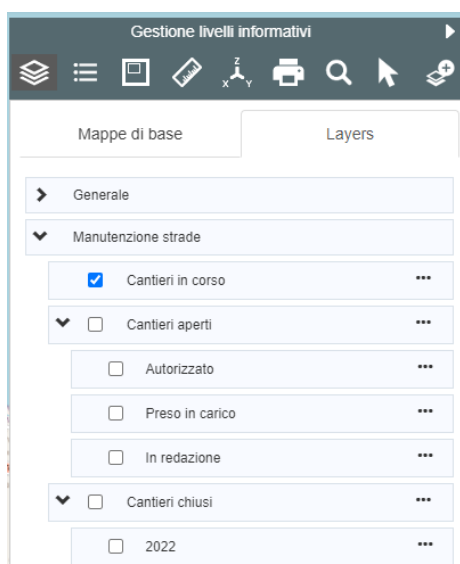 Gestione livelli informativi
Z
X Y
Mappe di base
Layers
Generale
Manutenzione strade
Cantieri in corso
Cantieri aperti
Autorizzato
Preso in carico
In redazione
Cantieri chiusi
2022